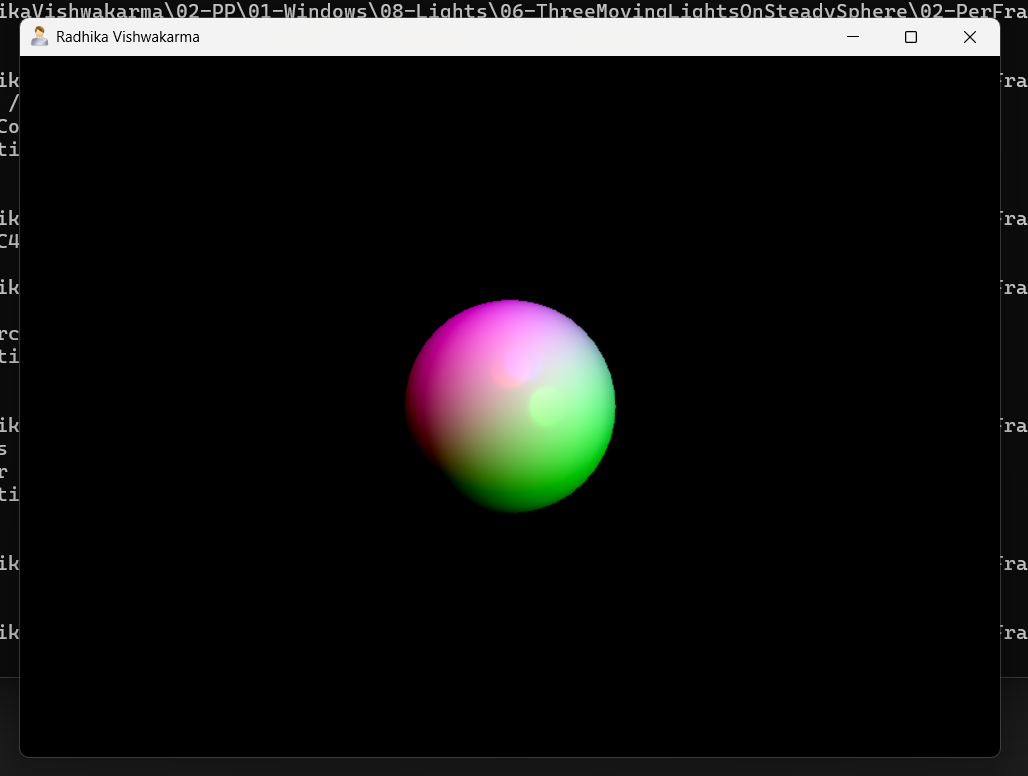 ikaVishwakarma\02-PP\01-Windows\08-Lights\06-ThreeMovingLightsOnSteadySphere\02-PerFra
Radhika Vishwakarma
ik
Fra
/
Co
ti
ik
Fra
C4
ik
Fra
rc
ti
ik
Fra
s
r
ti
ik
Fra
ik
Fra